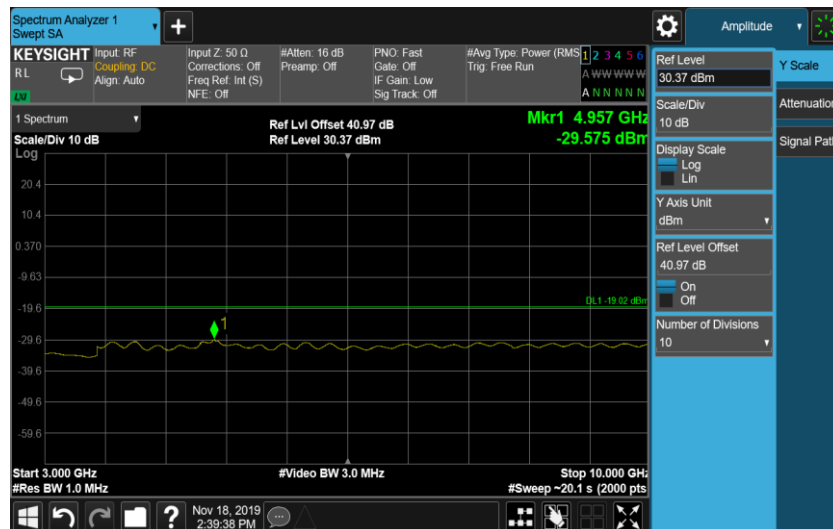 Spectrum Analyzer 1
Swept SA
+
Amplitude
KEYSIGHT
RL
LXI
Input: RF
Coupling: DC
Align: Auto
Input Z: 50 Ω
Corrections: Off
Freq Ref: Int (S)
NFE: Off
#Atten: 16 dB
Preamp: Off
PNO: Fast
Gate: Off
IF Gain: Low
Sig Track: Off
#Avg Type: Power (RMS
Trig: Free Run
1 2 3 4 5 6
A W W W W W
A N N N N N
1 Spectrum
Scale/Div 10 dB
Log
Ref Lvl Offset 40.97 dB
Ref Level 30.37 dBm
Mkr1 4.957 GHz
-29.575 dBm
20.4
10.4
0.370
-9.63
-19.6
-29.6
-39.6
-49.6
-59.6
DL1 -19.02 dBm
1
Start 3.000 GHz
#Res BW 1.0 MHz
#Video BW 3.0 MHz
Stop 10.000 GHz
#Sweep ~20.1 s (2000 pts
?
Nov 18, 2019
2:39:38 PM
Ref Level
30.37 dBm
Scale/Div
10 dB
Display Scale
Log
Lin
Y Axis Unit
dBm
Ref Level Offset
40.97 dB
On
Off
Number of Divisions
10
Y Scale
Attenuation
Signal Path